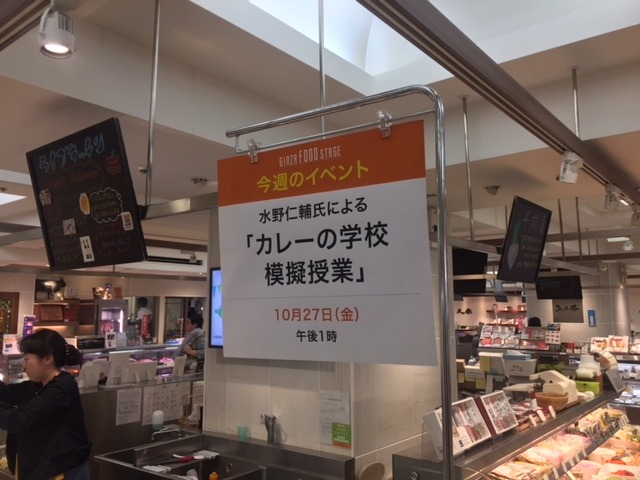 GINZA FOOD STAGE
今週のイベント
水野仁輔氏による
「カレーの学校
模擬授業」
10月27日(金)
午後1時